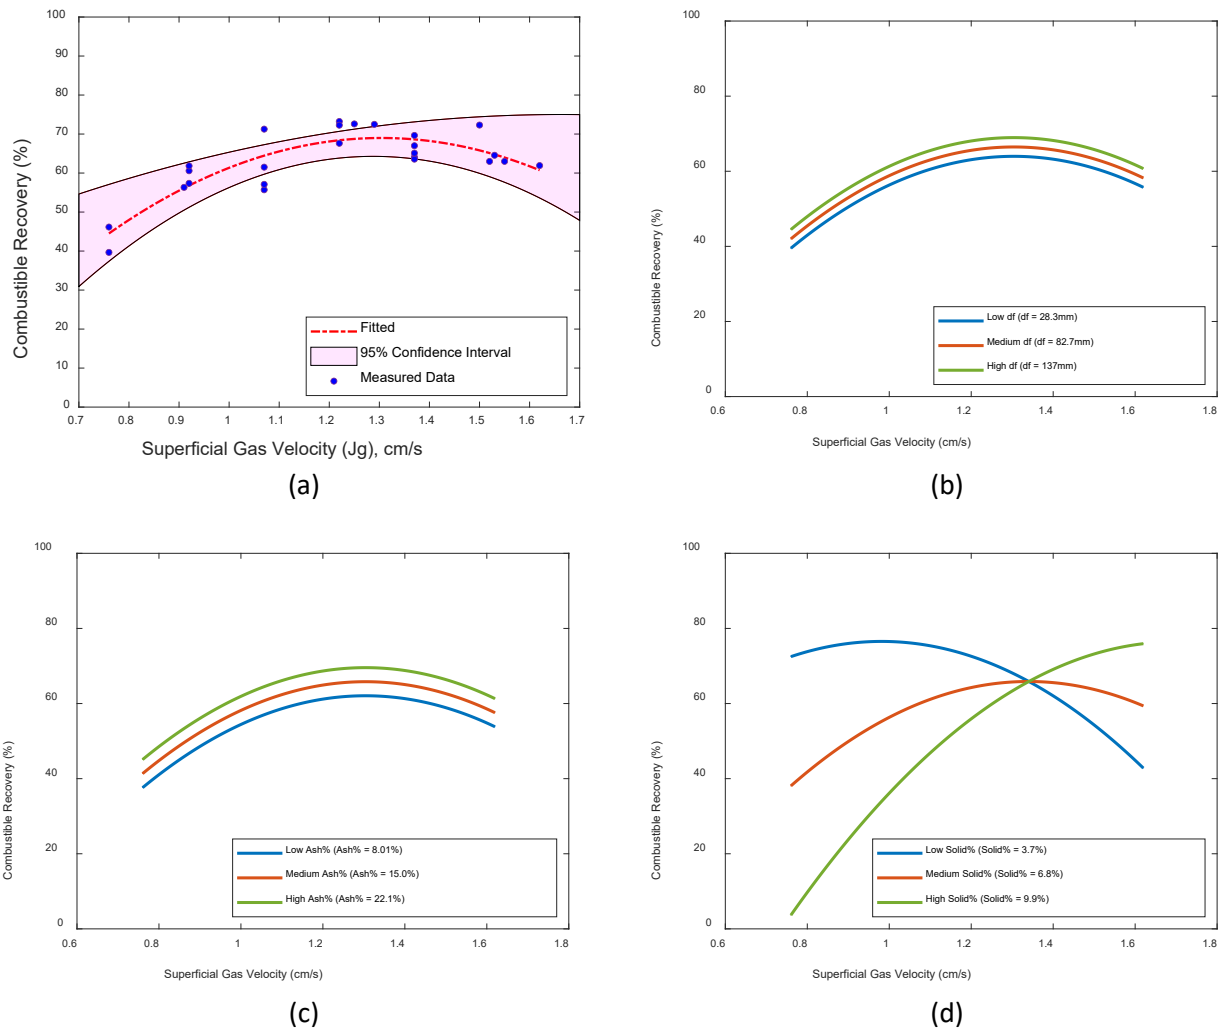 100
90
80
70
60
50
40
30
20
10
0
Combustible Recovery (%)
Fitted
95% Confidence Interval
Measured Data
0.7 0.8 0.9 1 1.1 1.2 1.3 1.4 1.5 1.6 1.7
Superficial Gas Velocity (Jg), cm/s
(a)
100
80
60
40
20
0
Combustible Recovery (%)
Low df (df = 28.3mm)
Medium df (df = 82.7mm)
High df (df = 137mm)
0.6 0.8 1 1.2 1.4 1.6 1.8
Superficial Gas Velocity (cm/s)
(b)
100
80
60
40
20
0
Combustible Recovery (%)
Low Ash% (Ash% = 8.01%)
Medium Ash% (Ash% = 15.0%)
High Ash% (Ash% = 22.1%)
0.6 0.8 1 1.2 1.4 1.6 1.8
Superficial Gas Velocity (cm/s)
(c)
100
80
60
40
20
0
Combustible Recovery (%)
Low Solid% (Solid% = 3.7%)
Medium Solid% (Solid% = 6.8%)
High Solid% (Solid% = 9.9%)
0.6 0.8 1 1.2 1.4 1.6 1.8
Superficial Gas Velocity (cm/s)
(d)